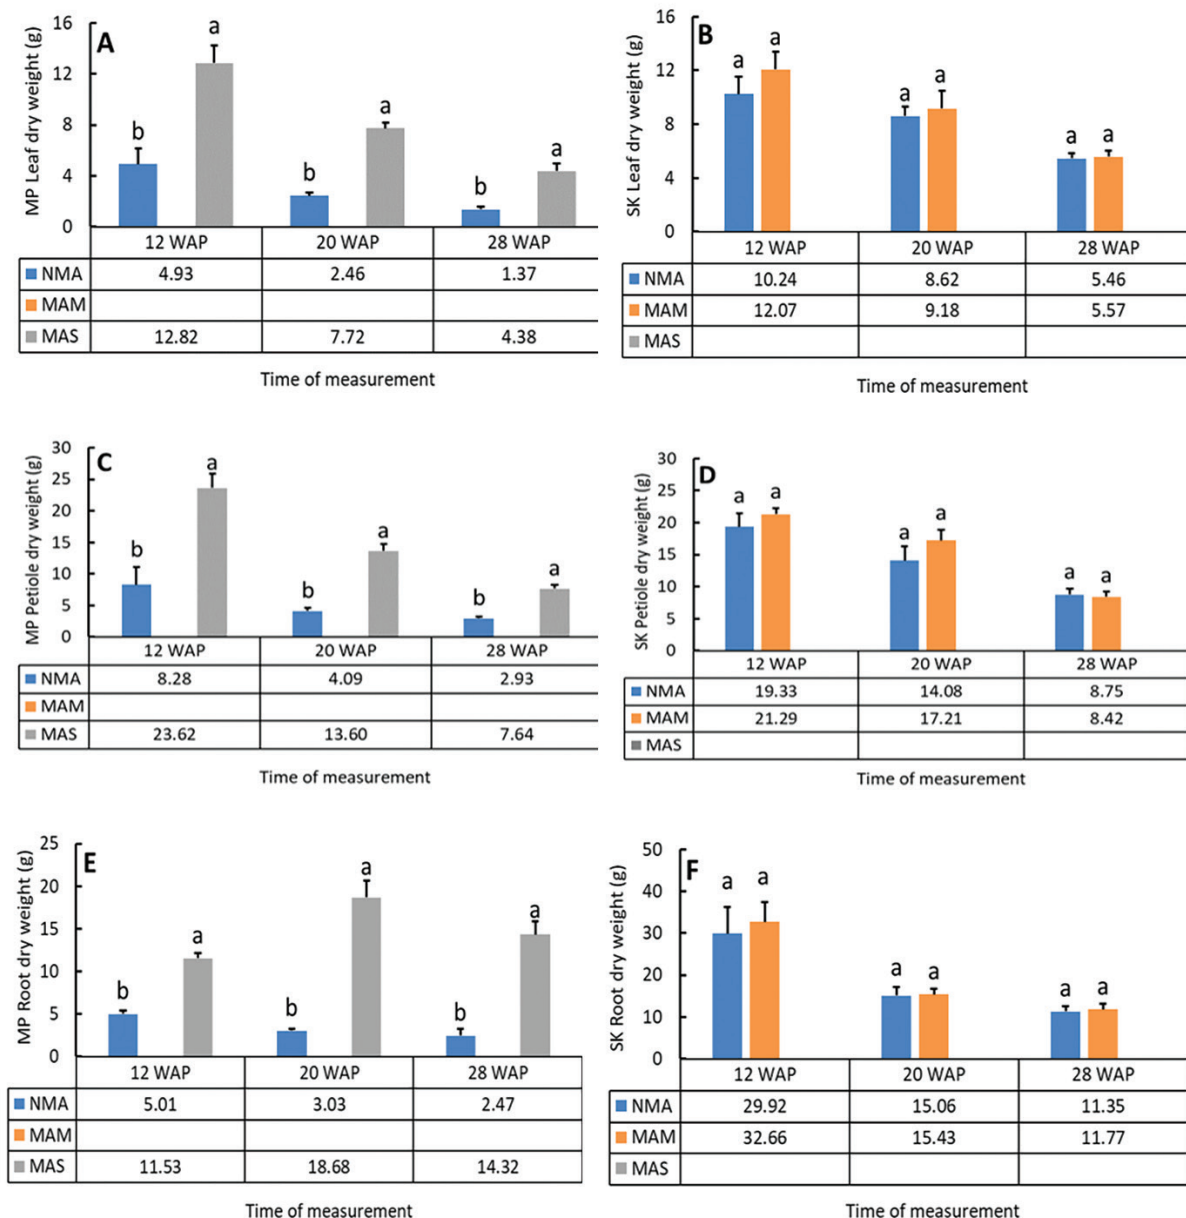 A
MP Leaf dry weight (g)
16
12
8
4
0
b a b a b a
12 WAP 20 WAP 28 WAP
NMA 4.93 2.46 1.37
MAM
MAS 12.82 7.72 4.38
Time of measurement
B
SK Leaf dry weight (g)
16
12
8
4
0
a a a a a a
12 WAP 20 WAP 28 WAP
NMA 10.24 8.62 5.46
MAM 12.07 9.18 5.57
MAS
Time of measurement
C
MP Petiole dry weight (g)
30
25
20
15
10
5
0
b a b a b a
12 WAP 20 WAP 28 WAP
NMA 8.28 4.09 2.93
MAM
MAS 23.62 13.60 7.64
Time of measurement
D
SK Petiole dry weight (g)
30
25
20
15
10
5
0
a a a a a a
12 WAP 20 WAP 28 WAP
NMA 19.33 14.08 8.75
MAM 21.29 17.21 8.42
MAS
Time of measurement
E
MP Root dry weight (g)
25
20
15
10
5
0
b a b a b a
12 WAP 20 WAP 28 WAP
NMA 5.01 3.03 2.47
MAM
MAS 11.53 18.68 14.32
Time of measurement
F
SK Root dry weight (g)
50
40
30
20
10
0
a a a a a a
12 WAP 20 WAP 28 WAP
NMA 29.92 15.06 11.35
MAM 32.66 15.43 11.77
MAS
Time of measurement